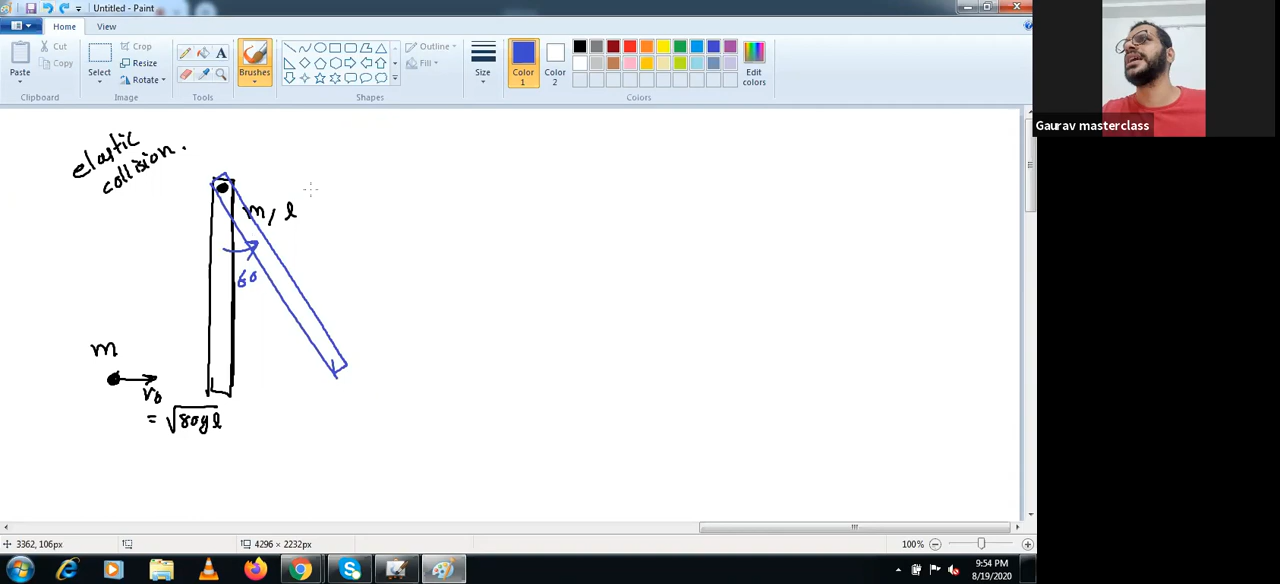 Untitled - Paint
Home
View
Paste
Cut
Copy
Clipboard
Select
Crop
Resize
Rotate
Image
Tools
Brushes
Shapes
Outline
Fill
Size
Color
1
Color
2
Edit
colors
Colors
Gaurav masterclass
elastic
collision.
m, l
60
m
v₀
= √80gl
3362, 106px
4296 × 2232px
100%
9:54 PM
8/19/2020